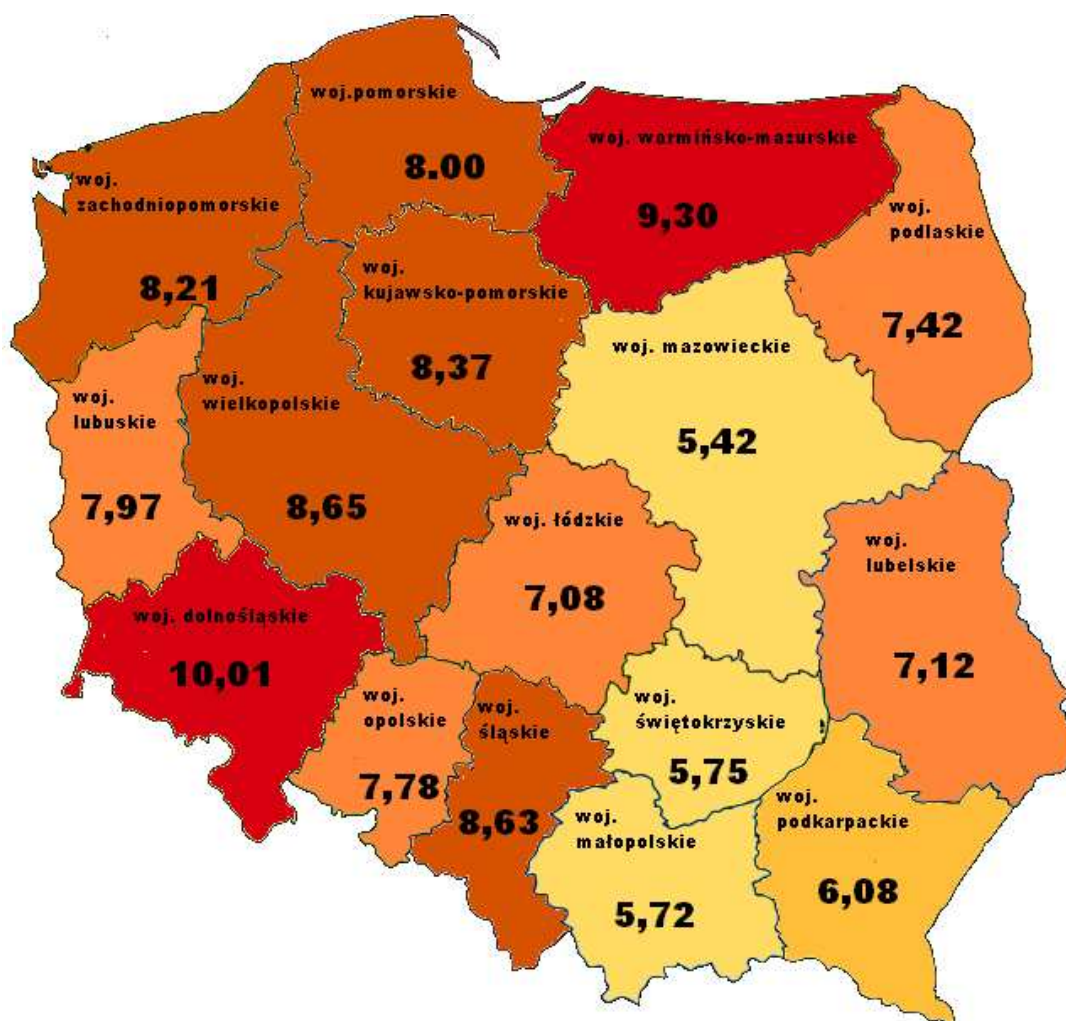 woj.pomorskie
8.00
woj. warmińsko-mazurskie
9,30
woj.
zachodniopomorskie
8,21
woj.
podlaskie
7,42
woj.
kujawsko-pomorskie
8,37
woj. mazowieckie
5,42
woj.
lubuskie
7,97
woj.
wielkopolskie
8,65
woj. łódzkie
7,08
woj.
lubelskie
7,12
woj. dolnośląskie
10,01
woj.
opolskie
7,78
woj.
śląskie
8,63
woj.
świętokrzyskie
5,75
woj.
małopolskie
5,72
woj.
podkarpackie
6,08